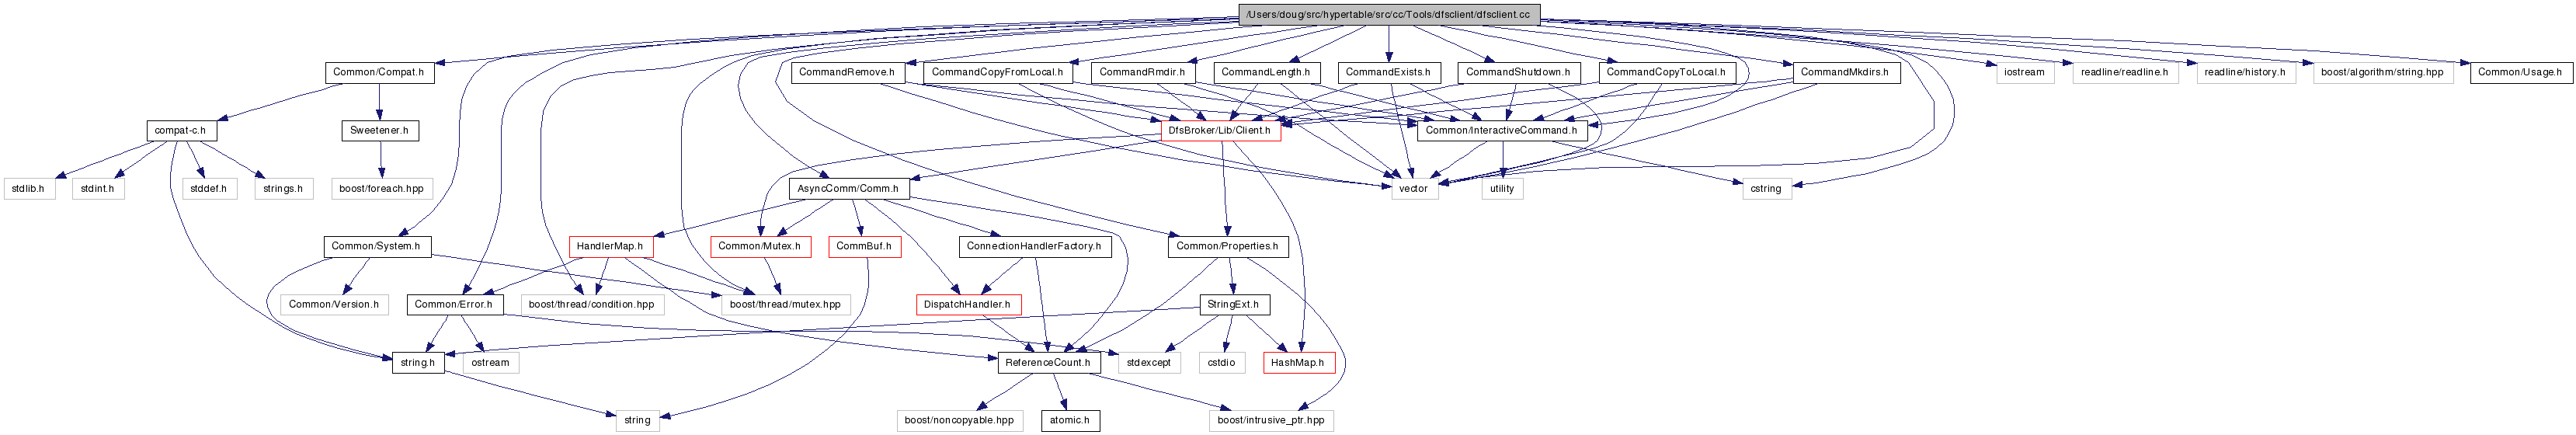 /Users/doug/src/hypertable/src/cc/Tools/dfsclient/dfsclient.cc
Common/Compat.h
CommandRemove.h
CommandCopyFromLocal.h
CommandRmdir.h
CommandLength.h
CommandExists.h
CommandShutdown.h
CommandCopyToLocal.h
CommandMkdirs.h
iostream
readline/readline.h
readline/history.h
boost/algorithm/string.hpp
Common/Usage.h
compat-c.h
Sweetener.h
DfsBroker/Lib/Client.h
Common/InteractiveCommand.h
stdlib.h
stdint.h
stddef.h
strings.h
boost/foreach.hpp
AsyncComm/Comm.h
vector
utility
cstring
Common/System.h
HandlerMap.h
Common/Mutex.h
CommBuf.h
ConnectionHandlerFactory.h
Common/Properties.h
Common/Version.h
Common/Error.h
boost/thread/condition.hpp
boost/thread/mutex.hpp
DispatchHandler.h
StringExt.h
string.h
ostream
ReferenceCount.h
stdexcept
cstdio
HashMap.h
string
boost/noncopyable.hpp
atomic.h
boost/intrusive_ptr.hpp